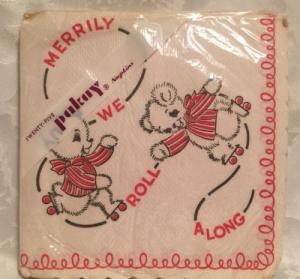 MERRILY
TWENTY-FIVE
pakay ® Napkins
WE
ROLL
ALONG